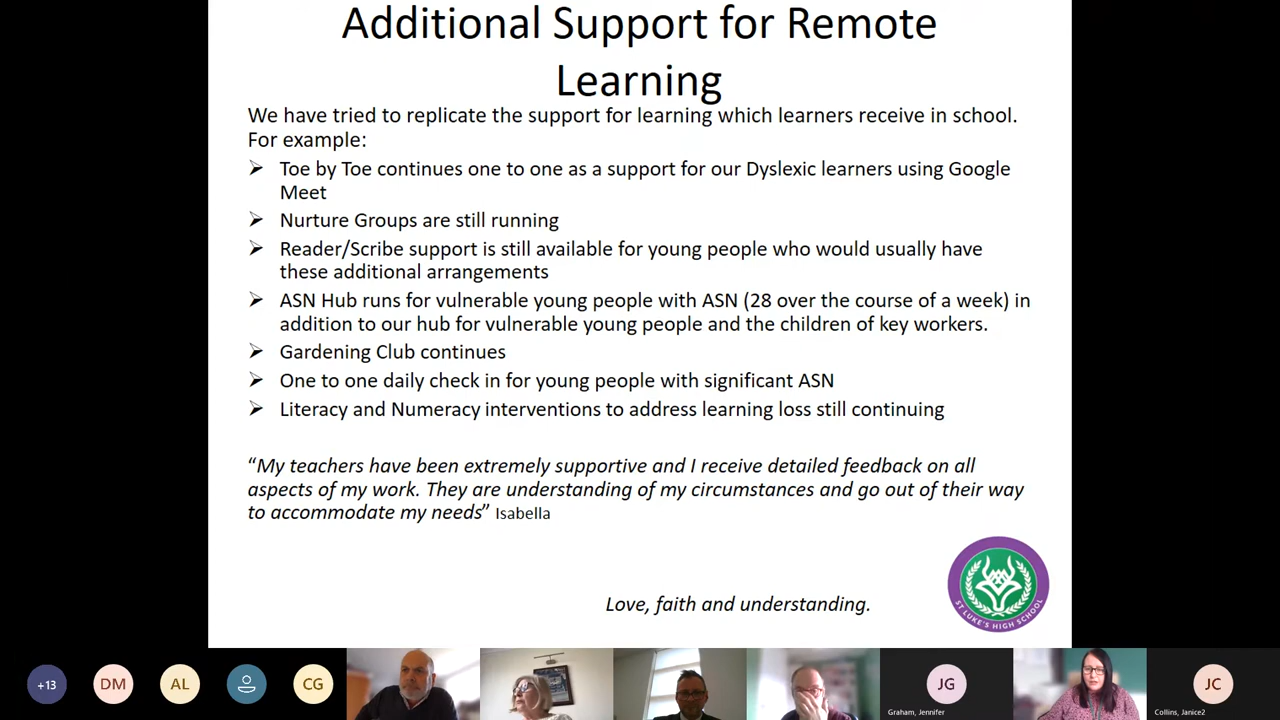 Additional Support for Remote
Learning
We have tried to replicate the support for learning which learners receive in school.
For example:
➢ Toe by Toe continues one to one as a support for our Dyslexic learners using Google
Meet
➢ Nurture Groups are still running
➢ Reader/Scribe support is still available for young people who would usually have
these additional arrangements
➢ ASN Hub runs for vulnerable young people with ASN (28 over the course of a week) in
addition to our hub for vulnerable young people and the children of key workers.
➢ Gardening Club continues
➢ One to one daily check in for young people with significant ASN
➢ Literacy and Numeracy interventions to address learning loss still continuing
“My teachers have been extremely supportive and I receive detailed feedback on all
aspects of my work. They are understanding of my circumstances and go out of their way
to accommodate my needs” Isabella
Love, faith and understanding.
ST LUKE'S HIGH SCHOOL
+13
DM
AL
CG
JG
Graham, Jennifer
JC
Collins, Janice2